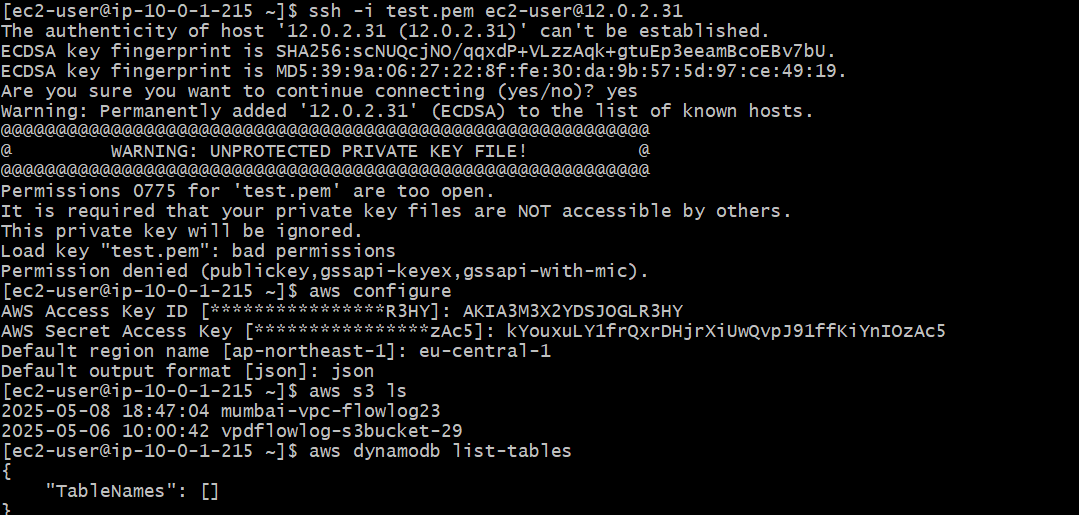 [ec2-user@ip-10-0-1-215 ~]$ ssh -i test.pem ec2-user@12.0.2.31
The authenticity of host '12.0.2.31 (12.0.2.31)' can't be established.
ECDSA key fingerprint is SHA256:scNUQcjNO/qqxdP+VLzzAqk+gtuEp3eeamBcoEBv7bU.
ECDSA key fingerprint is MD5:39:9a:06:27:22:8f:fe:30:da:9b:57:5d:97:ce:49:19.
Are you sure you want to continue connecting (yes/no)? yes
Warning: Permanently added '12.0.2.31' (ECDSA) to the list of known hosts.
@@@@@@@@@@@@@@@@@@@@@@@@@@@@@@@@@@@@@@@@@@@@@@@@@@@@@@@@@@@
@         WARNING: UNPROTECTED PRIVATE KEY FILE!          @
@@@@@@@@@@@@@@@@@@@@@@@@@@@@@@@@@@@@@@@@@@@@@@@@@@@@@@@@@@@
Permissions 0775 for 'test.pem' are too open.
It is required that your private key files are NOT accessible by others.
This private key will be ignored.
Load key "test.pem": bad permissions
Permission denied (publickey,gssapi-keyex,gssapi-with-mic).
[ec2-user@ip-10-0-1-215 ~]$ aws configure
AWS Access Key ID [****************R3HY]: AKIA3M3X2YDSJOGLR3HY
AWS Secret Access Key [****************zAc5]: 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
Default region name [ap-northeast-1]: eu-central-1
Default output format [json]: json
[ec2-user@ip-10-0-1-215 ~]$ aws s3 ls
2025-05-08 18:47:04 mumbai-vpc-flowlog23
2025-05-06 10:00:42 vpdflowlog-s3bucket-29
[ec2-user@ip-10-0-1-215 ~]$ aws dynamodb list-tables
{
    "TableNames": []
}